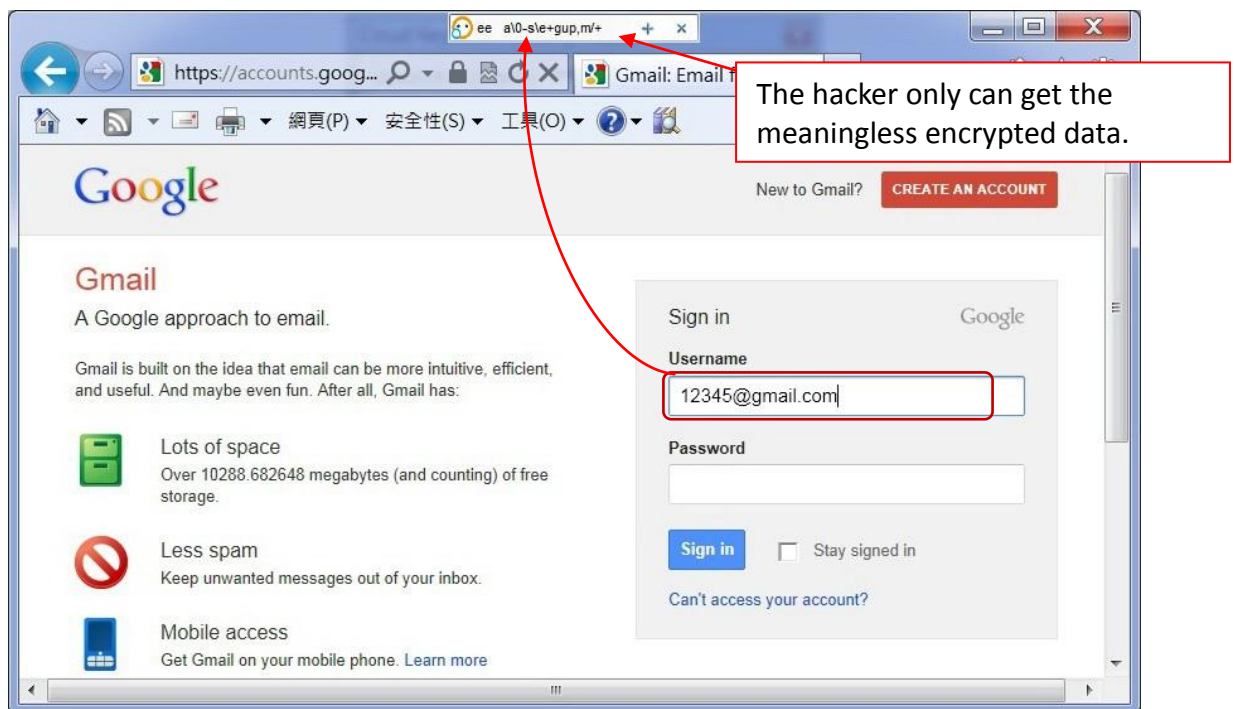 ee a\0-s\e+gup,m/+
https://accounts.goog...
Gmail: Email f
The hacker only can get the
meaningless encrypted data.
網頁(P) 安全性(S) 工具(O)
Google
New to Gmail?
CREATE AN ACCOUNT
Gmail
A Google approach to email.
Gmail is built on the idea that email can be more intuitive, efficient,
and useful. And maybe even fun. After all, Gmail has:
Lots of space
Over 10288.682648 megabytes (and counting) of free
storage.
Less spam
Keep unwanted messages out of your inbox.
Mobile access
Get Gmail on your mobile phone. Learn more
Sign in
Google
Username
12345@gmail.com
Password
Sign in
Stay signed in
Can't access your account?